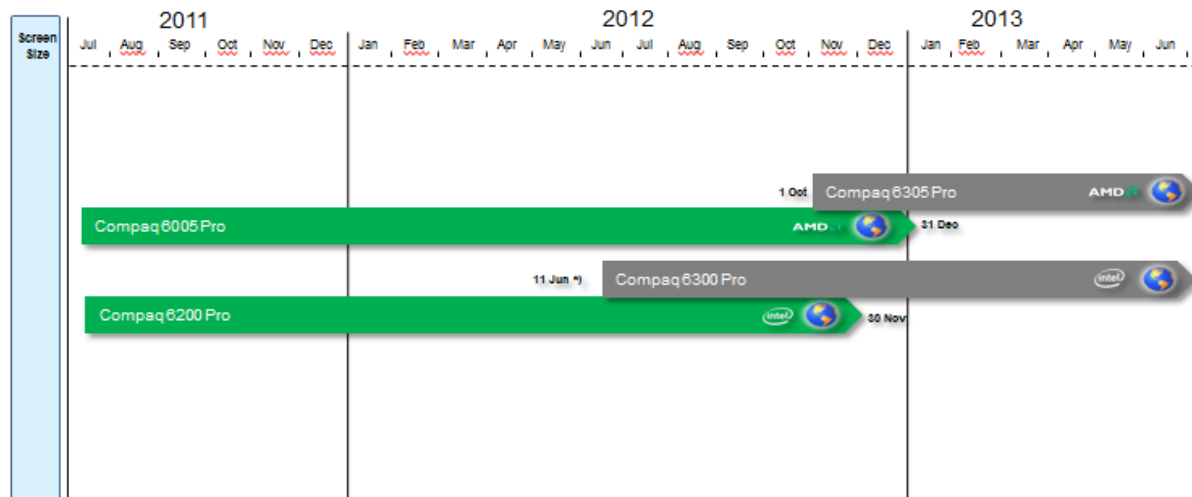 2011 2012 2013
Screen
Size
Jul Aug Sep Oct Nov Dec Jan Feb Mar Apr May Jun Jul Aug Sep Oct Nov Dec Jan Feb Mar Apr May Jun
1 Oct Compaq 6305 Pro AMD
Compaq 6005 Pro AMD 31 Dec
11 Jun *) Compaq 6300 Pro intel
Compaq 6200 Pro intel 30 Nov